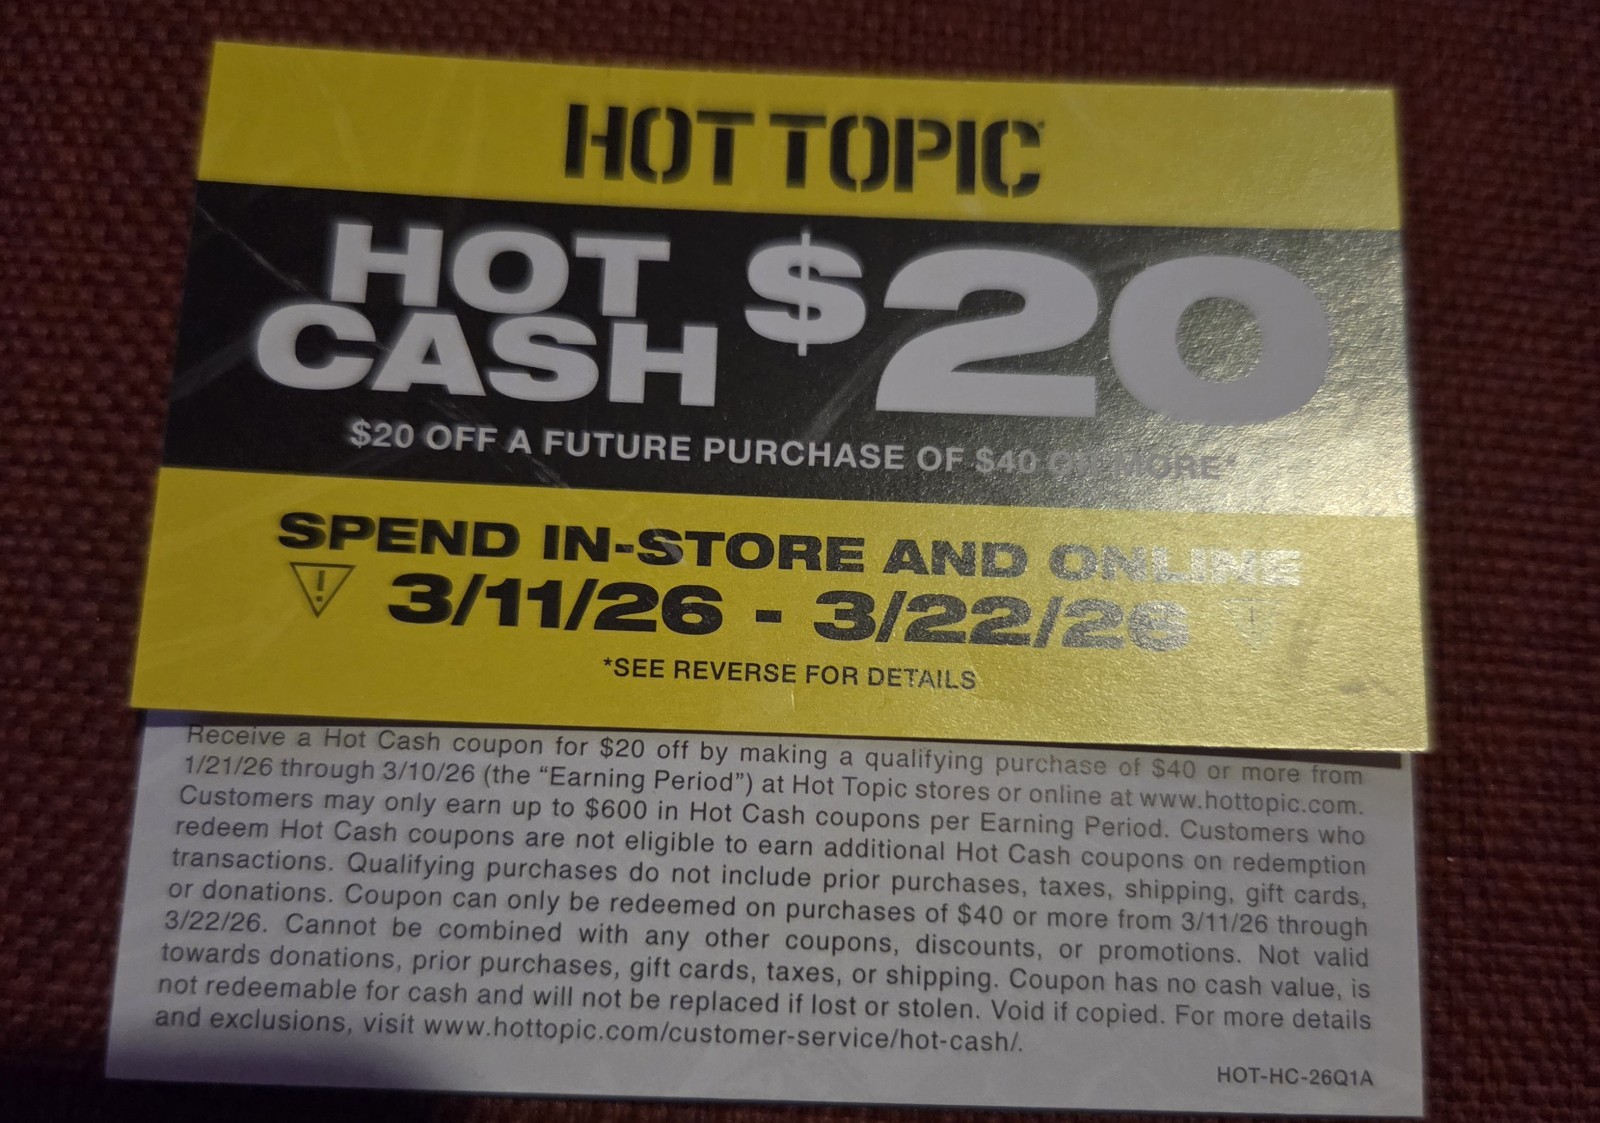 HOT TOPIC
HOT
CASH
$20
$20 OFF A FUTURE PURCHASE OF $40 OR MORE*
SPEND IN-STORE AND ONLINE
3/11/26 - 3/22/26
*SEE REVERSE FOR DETAILS
Receive a Hot Cash coupon for $20 off by making a qualifying purchase of $40 or more from
1/21/26 through 3/10/26 (the “Earning Period”) at Hot Topic stores or online at www.hottopic.com.
Customers may only earn up to $600 in Hot Cash coupons per Earning Period. Customers who
redeem Hot Cash coupons are not eligible to earn additional Hot Cash coupons on redemption
transactions. Qualifying purchases do not include prior purchases, taxes, shipping, gift cards,
or donations. Coupon can only be redeemed on purchases of $40 or more from 3/11/26 through
3/22/26. Cannot be combined with any other coupons, discounts, or promotions. Not valid
towards donations, prior purchases, gift cards, taxes, or shipping. Coupon has no cash value, is
not redeemable for cash and will not be replaced if lost or stolen. Void if copied. For more details
and exclusions, visit www.hottopic.com/customer-service/hot-cash/.
HOT-HC-26Q1A